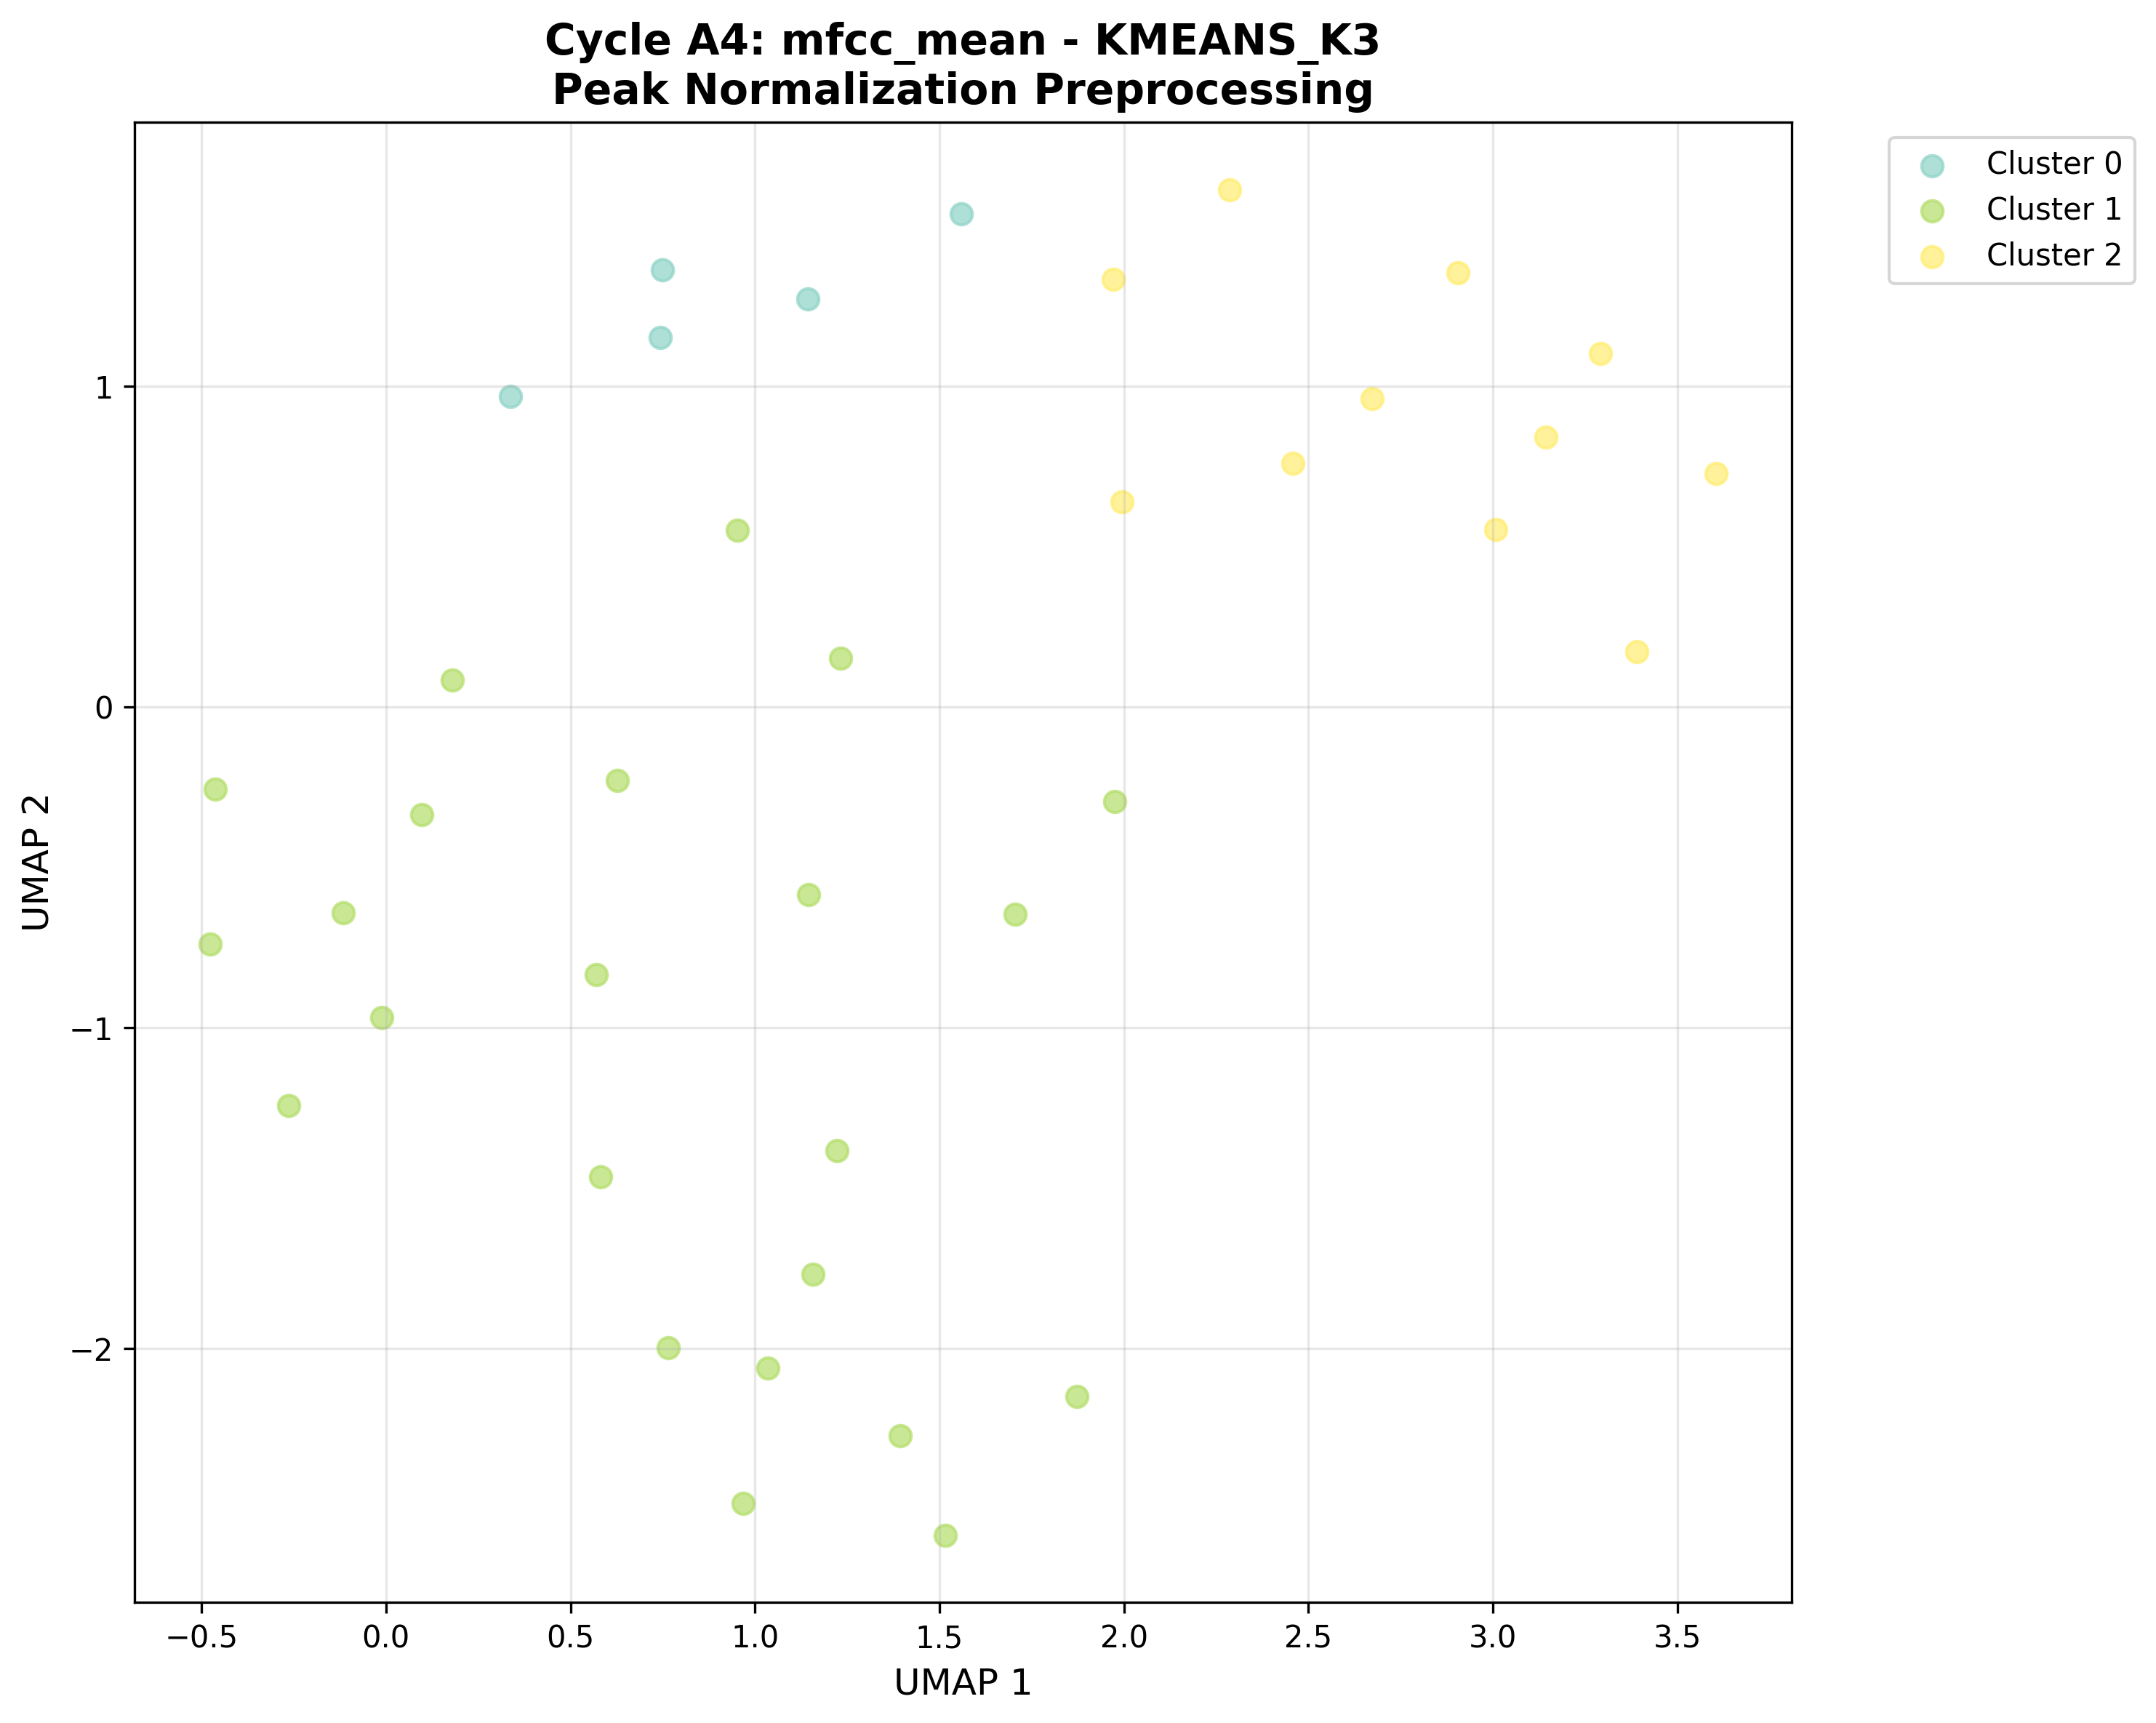 Cycle A4: mfcc_mean - KMEANS_K3
Peak Normalization Preprocessing
Cluster 0
Cluster 1
Cluster 2
1
0
−1
−2
UMAP 2
−0.5
0.0
0.5
1.0
1.5
2.0
2.5
3.0
3.5
UMAP 1